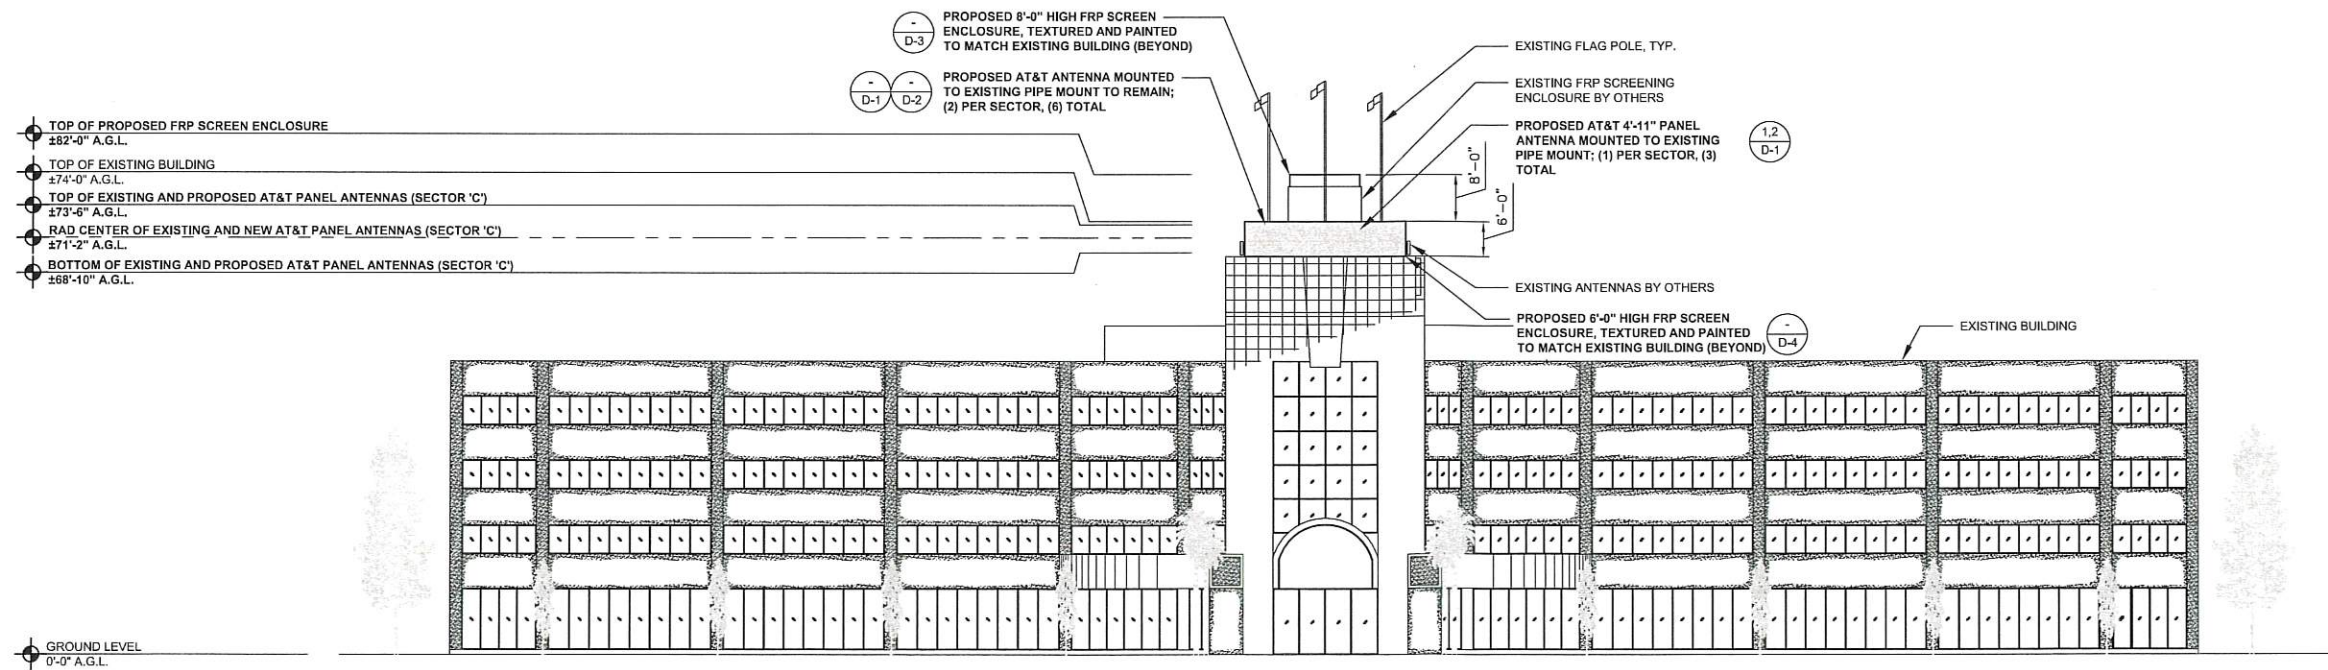 -
D-3
PROPOSED 8'-0" HIGH FRP SCREEN
ENCLOSURE, TEXTURED AND PAINTED
TO MATCH EXISTING BUILDING (BEYOND)
-
D-1
-
D-2
PROPOSED AT&T ANTENNA MOUNTED
TO EXISTING PIPE MOUNT TO REMAIN;
(2) PER SECTOR, (6) TOTAL
EXISTING FLAG POLE, TYP.
EXISTING FRP SCREENING
ENCLOSURE BY OTHERS
PROPOSED AT&T 4'-11" PANEL
ANTENNA MOUNTED TO EXISTING
PIPE MOUNT; (1) PER SECTOR, (3)
TOTAL
1,2
D-1
8'-0"
6'-0"
TOP OF PROPOSED FRP SCREEN ENCLOSURE
±82'-0" A.G.L.
TOP OF EXISTING BUILDING
±74'-0" A.G.L.
TOP OF EXISTING AND PROPOSED AT&T PANEL ANTENNAS (SECTOR 'C')
±73'-6" A.G.L.
RAD CENTER OF EXISTING AND NEW AT&T PANEL ANTENNAS (SECTOR 'C')
±71'-2" A.G.L.
BOTTOM OF EXISTING AND PROPOSED AT&T PANEL ANTENNAS (SECTOR 'C')
±68'-10" A.G.L.
EXISTING ANTENNAS BY OTHERS
PROPOSED 6'-0" HIGH FRP SCREEN
ENCLOSURE, TEXTURED AND PAINTED
TO MATCH EXISTING BUILDING (BEYOND)
-
D-4
EXISTING BUILDING
GROUND LEVEL
0'-0" A.G.L.